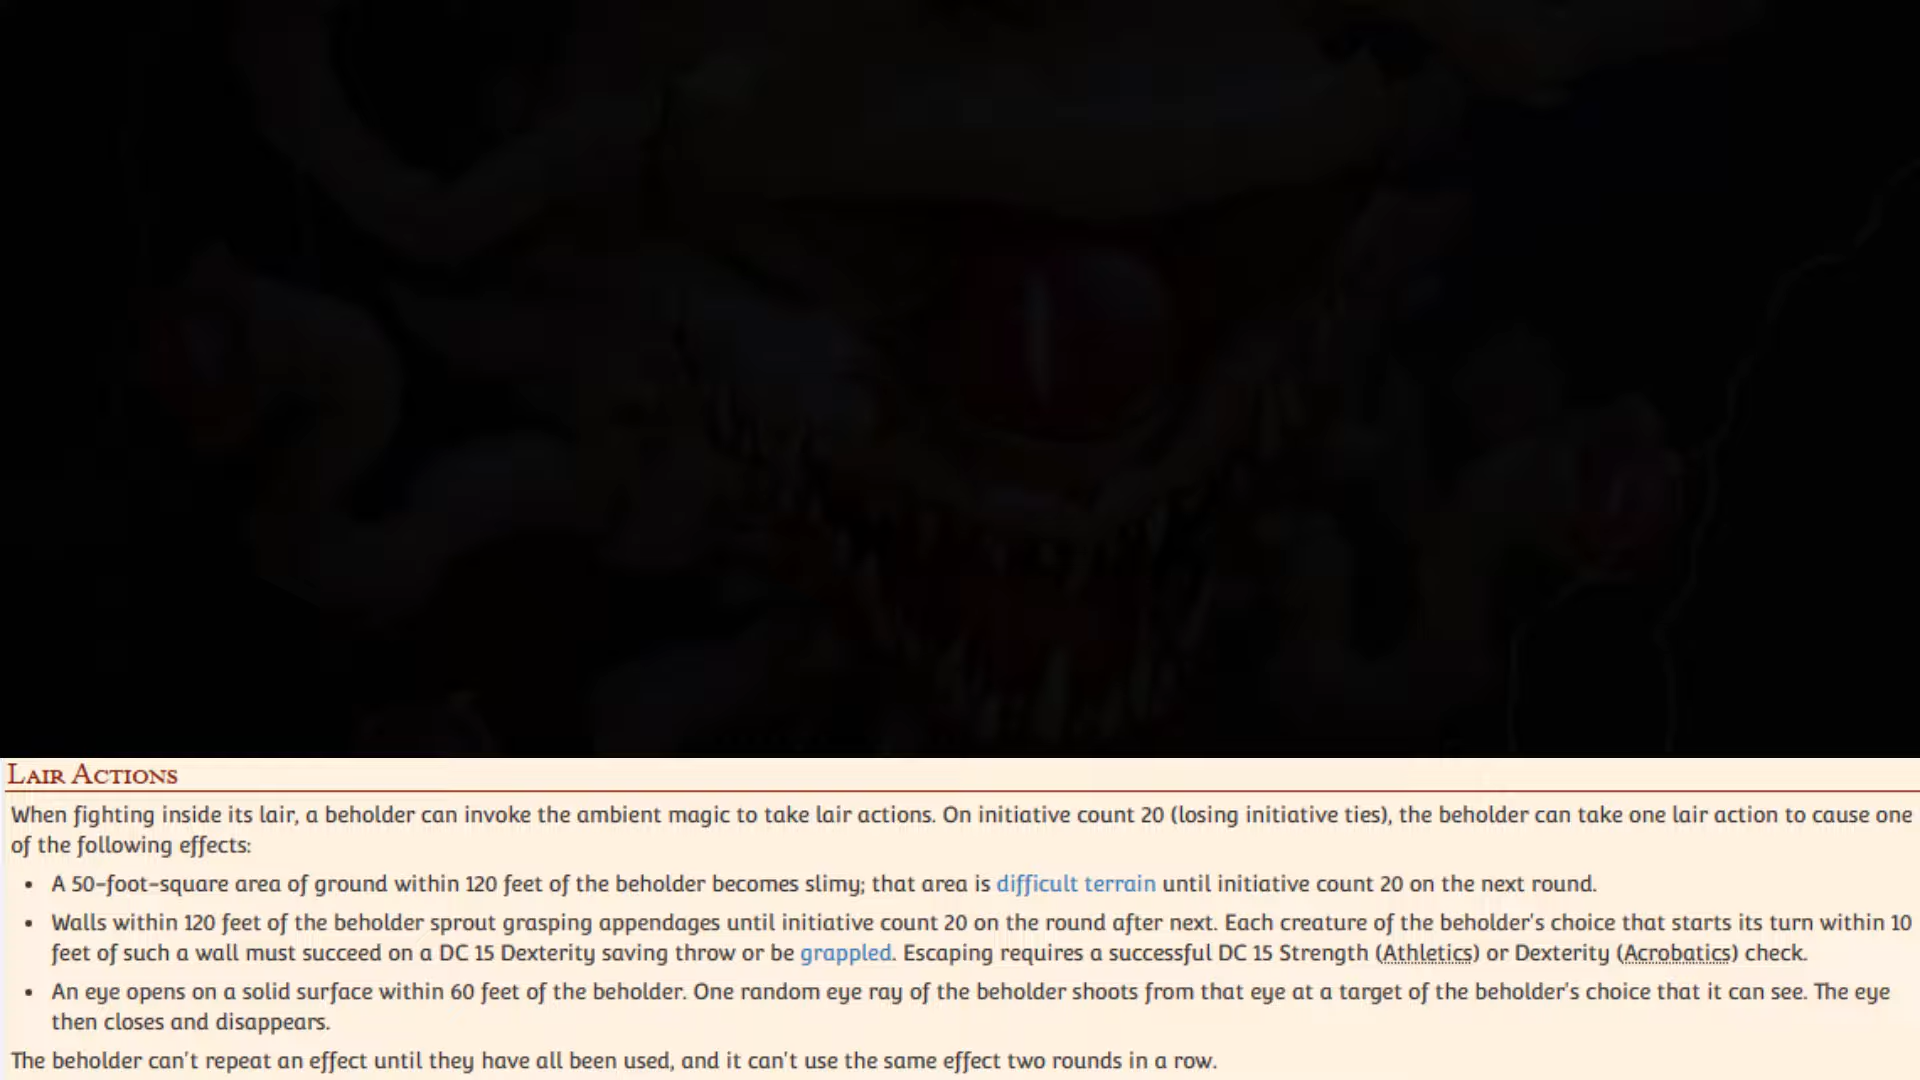 LAIR ACTIONS
When fighting inside its lair, a beholder can invoke the ambient magic to take lair actions. On initiative count 20 (losing initiative ties), the beholder can take one lair action to cause one
of the following effects:
• A 50-foot-square area of ground within 120 feet of the beholder becomes slimy; that area is difficult terrain until initiative count 20 on the next round.
• Walls within 120 feet of the beholder sprout grasping appendages until initiative count 20 on the round after next. Each creature of the beholder's choice that starts its turn within 10
feet of such a wall must succeed on a DC 15 Dexterity saving throw or be grappled. Escaping requires a successful DC 15 Strength (Athletics) or Dexterity (Acrobatics) check.
• An eye opens on a solid surface within 60 feet of the beholder. One random eye ray of the beholder shoots from that eye at a target of the beholder's choice that it can see. The eye
then closes and disappears.
The beholder can't repeat an effect until they have all been used, and it can't use the same effect two rounds in a row.